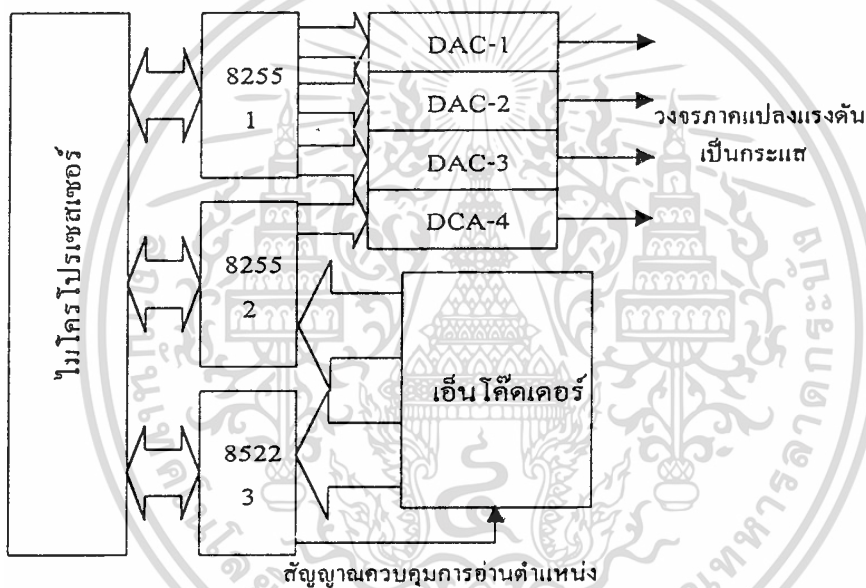 ไมโครโปรเซสเซอร์
8255
1
DAC-1
DAC-2
DAC-3
DCA-4
วงจรภาคแปลงแรงดัน
เป็นกระแส
8255
2
เอ็นโค๊ดเดอร์
8522
3
สัญญาณควบคุมการอ่านตำแหน่ง